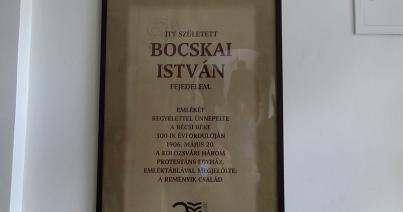 ITT SZÜLETETT
BOCSKAI
ISTVÁN
FEJEDELEM.
EMLÉKÉT
KEGYELETTEL ÜNNEPELTE
A BÉCSI BÉKE
300-IK ÉVFORDULÓJÁN
1906. MÁJUS 20.
A KOLOZSVÁRI HÁROM
PROTESTÁNS EGYHÁZ.
EMLÉKTÁBLÁVAL MEGJELÖLTE:
A REMÉNYIK CSALÁD